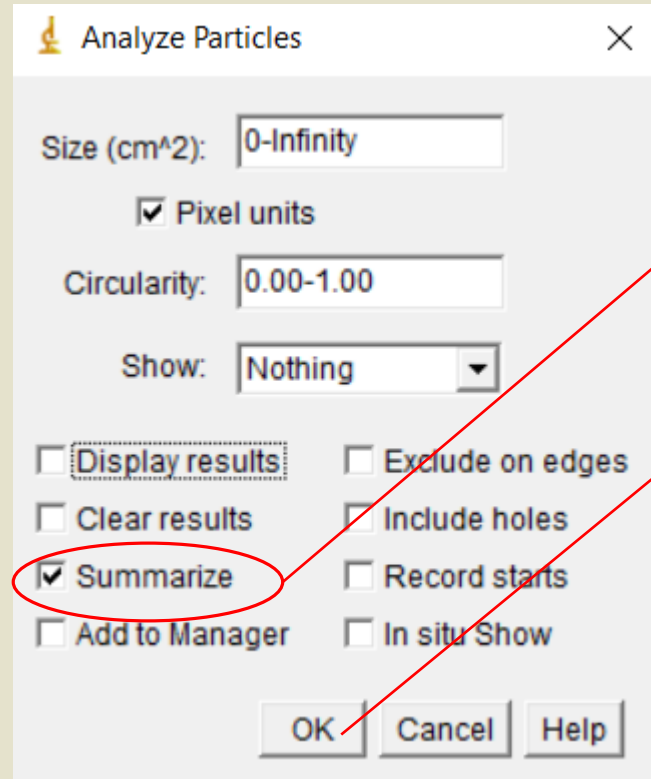 Analyze Particles
Size (cm^2): 0-Infinity
Pixel units
Circularity: 0.00-1.00
Show: Nothing
Display results Exclude on edges
Clear results Include holes
Summarize Record starts
Add to Manager In situ Show
OK Cancel Help